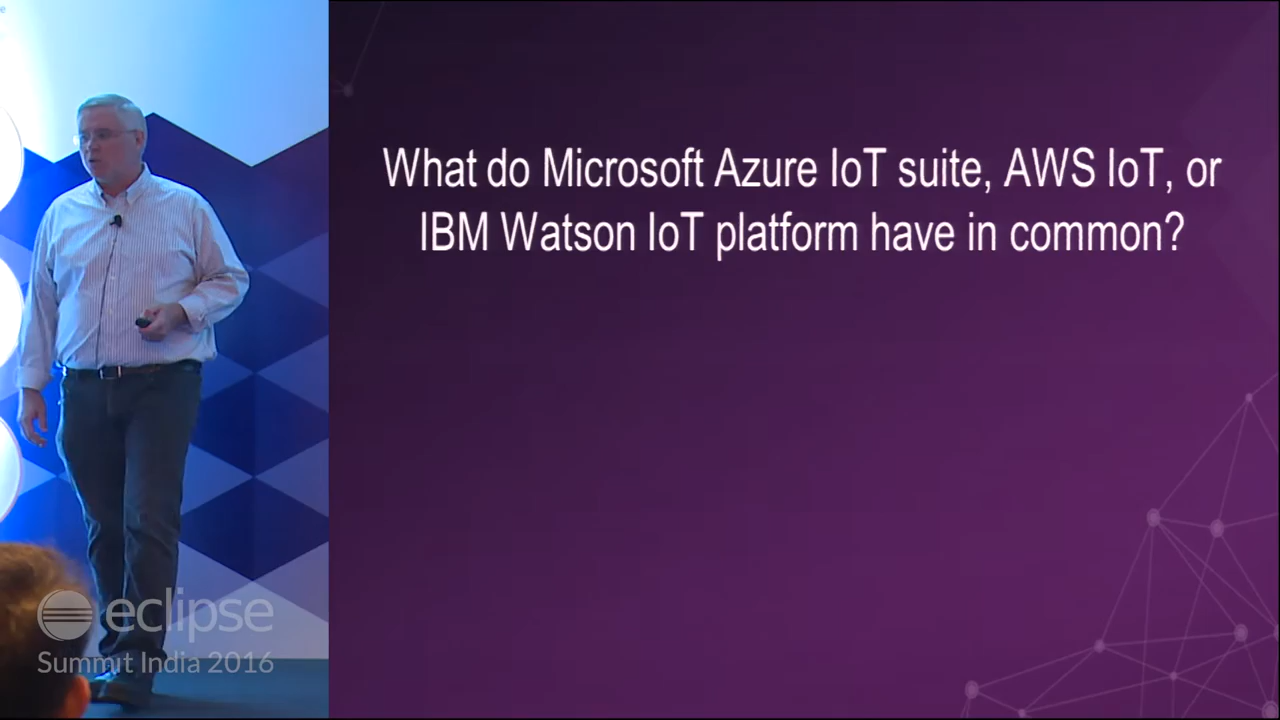 What do Microsoft Azure IoT suite, AWS IoT, or
IBM Watson IoT platform have in common?
eclipse
Summit India 2016